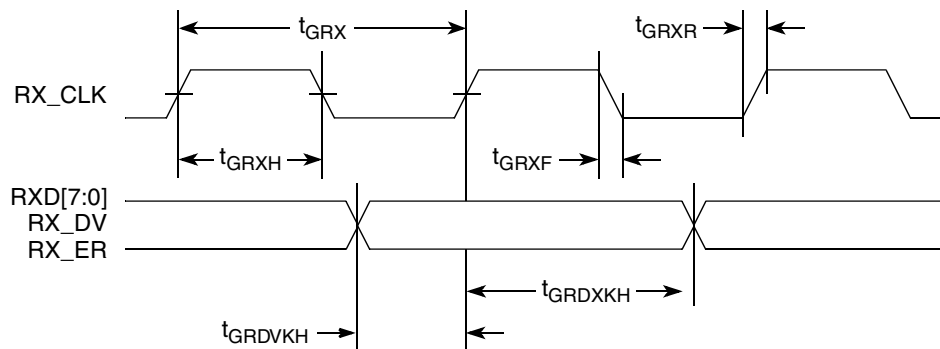 tGRX
tGRXR
RX_CLK
tGRXH
tGRXF
RXD[7:0]
RX_DV
RX_ER
tGRDXKH
tGRDVKH